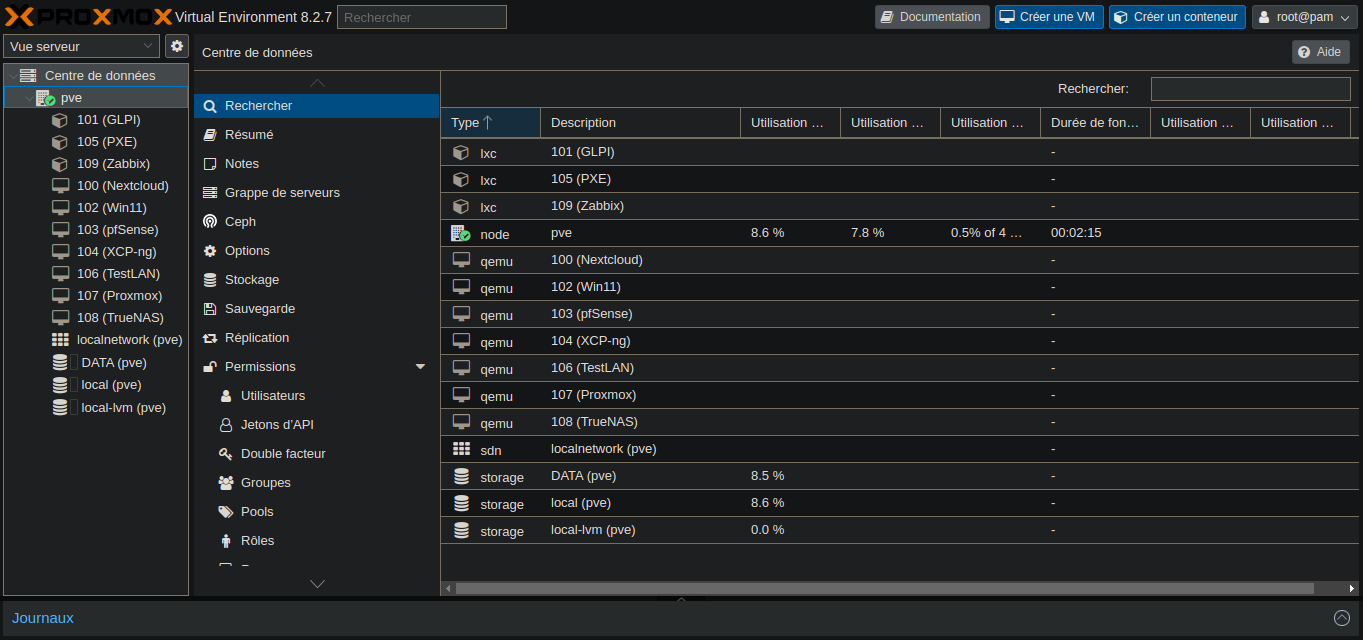 PROXMOX Virtual Environment 8.2.7 Rechercher Documentation Créer une VM Créer un conteneur root@pam
Vue serveur
Centre de données
pve
101 (GLPI)
105 (PXE)
109 (Zabbix)
100 (Nextcloud)
102 (Win11)
103 (pfSense)
104 (XCP-ng)
106 (TestLAN)
107 (Proxmox)
108 (TrueNAS)
localnetwork (pve)
DATA (pve)
local (pve)
local-lvm (pve)
Centre de données Aide
Rechercher
Résumé
Notes
Grappe de serveurs
Ceph
Options
Stockage
Sauvegarde
Réplication
Permissions
Utilisateurs
Jetons d'API
Double facteur
Groupes
Pools
Rôles
Rechercher:
Type Description Utilisation ... Utilisation ... Utilisation ... Durée de fon... Utilisation ... Utilisation ...
lxc 101 (GLPI) -
lxc 105 (PXE) -
lxc 109 (Zabbix) -
node pve 8.6 % 7.8 % 0.5% of 4 ... 00:02:15
qemu 100 (Nextcloud) -
qemu 102 (Win11) -
qemu 103 (pfSense) -
qemu 104 (XCP-ng) -
qemu 106 (TestLAN) -
qemu 107 (Proxmox) -
qemu 108 (TrueNAS) -
sdn localnetwork (pve) -
storage DATA (pve) 8.5 % -
storage local (pve) 8.6 % -
storage local-lvm (pve) 0.0 % -
Journaux